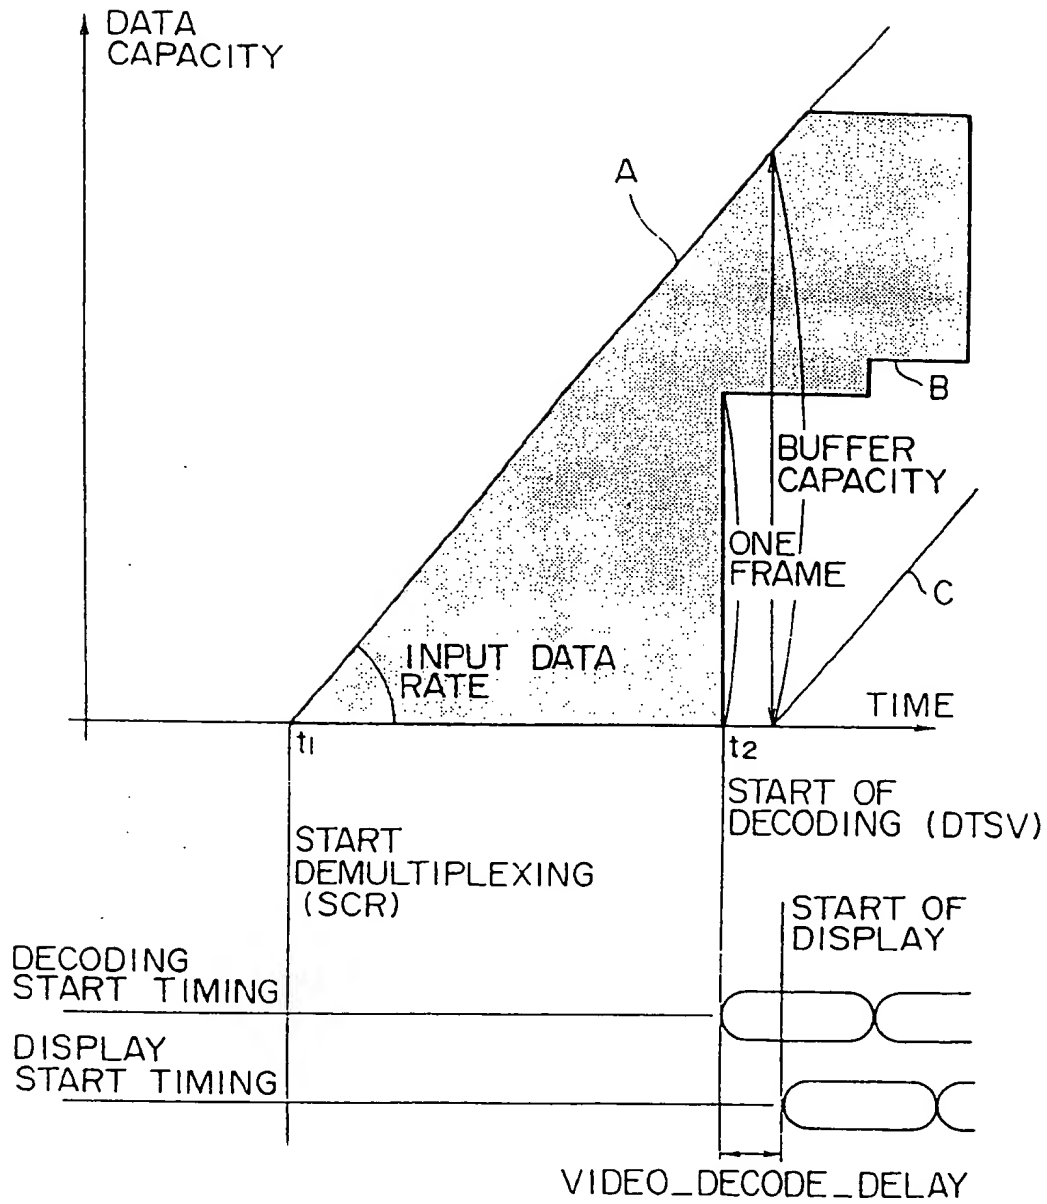 DATA
CAPACITY
A
B
BUFFER
CAPACITY
ONE
FRAME
C
INPUT DATA
RATE
TIME
t1
t2
START OF
DECODING (DTSV)
START
DEMULTIPLEXING
(SCR)
START OF
DISPLAY
DECODING
START TIMING
DISPLAY
START TIMING
VIDEO_DECODE_DELAY